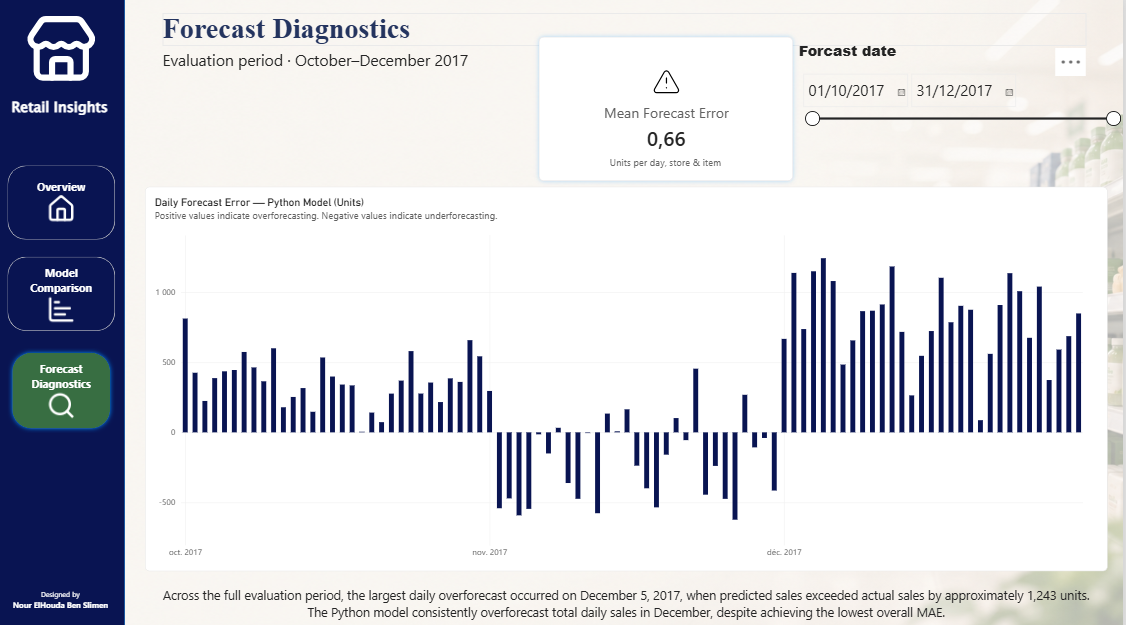 Retail Insights
Overview
Model
Comparison
Forecast
Diagnostics
Designed by
Nour ElHouda Ben Slimen
Forecast Diagnostics
Evaluation period · October–December 2017
Mean Forecast Error
0,66
Units per day, store & item
Forcast date
01/10/2017 31/12/2017
Daily Forecast Error — Python Model (Units)
Positive values indicate overforecasting. Negative values indicate underforecasting.
1 000
500
0
-500
oct. 2017 nov. 2017 déc. 2017
Across the full evaluation period, the largest daily overforecast occurred on December 5, 2017, when predicted sales exceeded actual sales by approximately 1,243 units.
The Python model consistently overforecast total daily sales in December, despite achieving the lowest overall MAE.